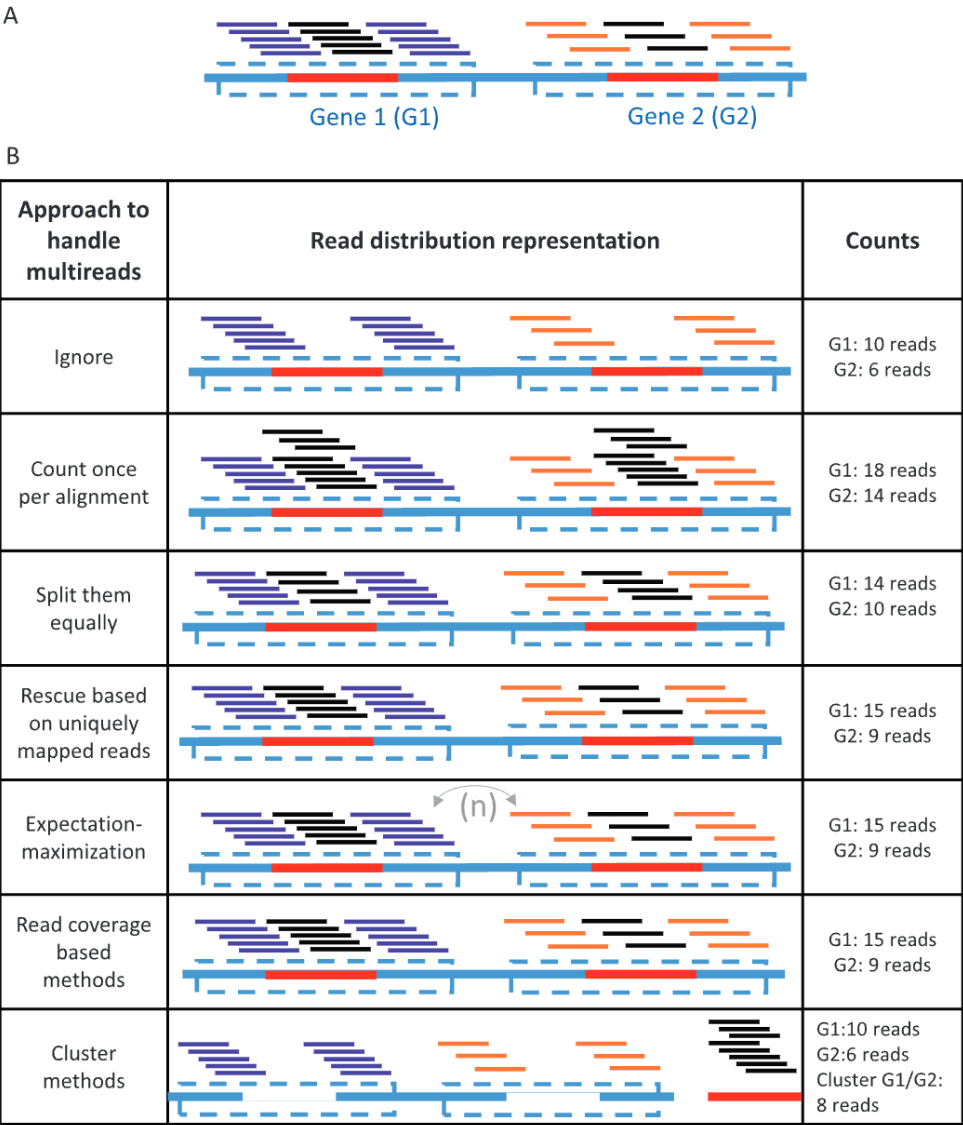 A
Gene 1 (G1)
Gene 2 (G2)
B
Approach to
handle
multireads
Read distribution representation
Counts
Ignore
G1: 10 reads
G2: 6 reads
Count once
per alignment
G1: 18 reads
G2: 14 reads
Split them
equally
G1: 14 reads
G2: 10 reads
Rescue based
on uniquely
mapped reads
G1: 15 reads
G2: 9 reads
Expectation-
maximization
(n)
G1: 15 reads
G2: 9 reads
Read coverage
based
methods
G1: 15 reads
G2: 9 reads
Cluster
methods
G1:10 reads
G2:6 reads
Cluster G1/G2:
8 reads